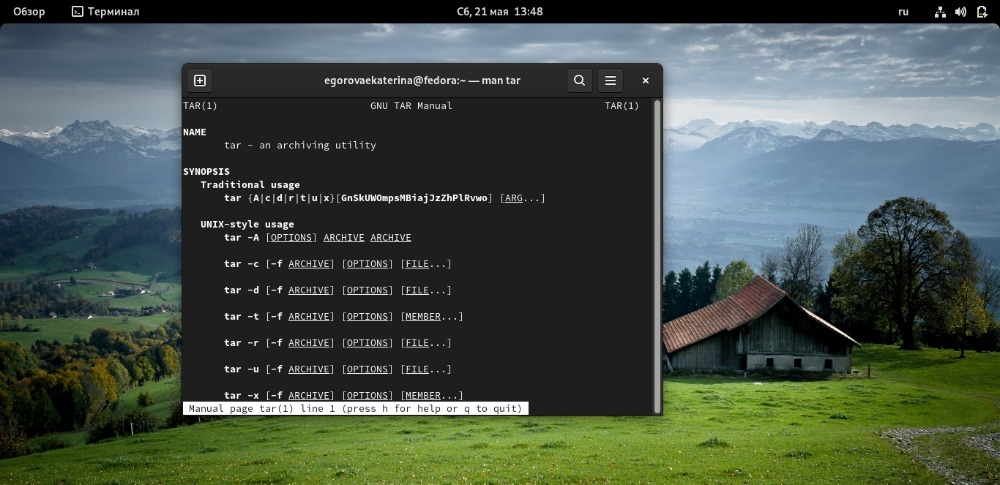 Обзор Терминал Сб, 21 мая 13:48 ru
egorovaekaterina@fedora:~ — man tar
TAR(1) GNU TAR Manual TAR(1)
NAME
tar - an archiving utility
SYNOPSIS
Traditional usage
tar {A|c|d|r|t|u|x}[GnSkUWOmpsMBiajJzZhPlRvwo] [ARG...]
UNIX-style usage
tar -A [OPTIONS] ARCHIVE ARCHIVE
tar -c [-f ARCHIVE] [OPTIONS] [FILE...]
tar -d [-f ARCHIVE] [OPTIONS] [FILE...]
tar -t [-f ARCHIVE] [OPTIONS] [MEMBER...]
tar -r [-f ARCHIVE] [OPTIONS] [FILE...]
tar -u [-f ARCHIVE] [OPTIONS] [FILE...]
tar -x [-f ARCHIVE] [OPTIONS] [MEMBER...]
Manual page tar(1) line 1 (press h for help or q to quit)